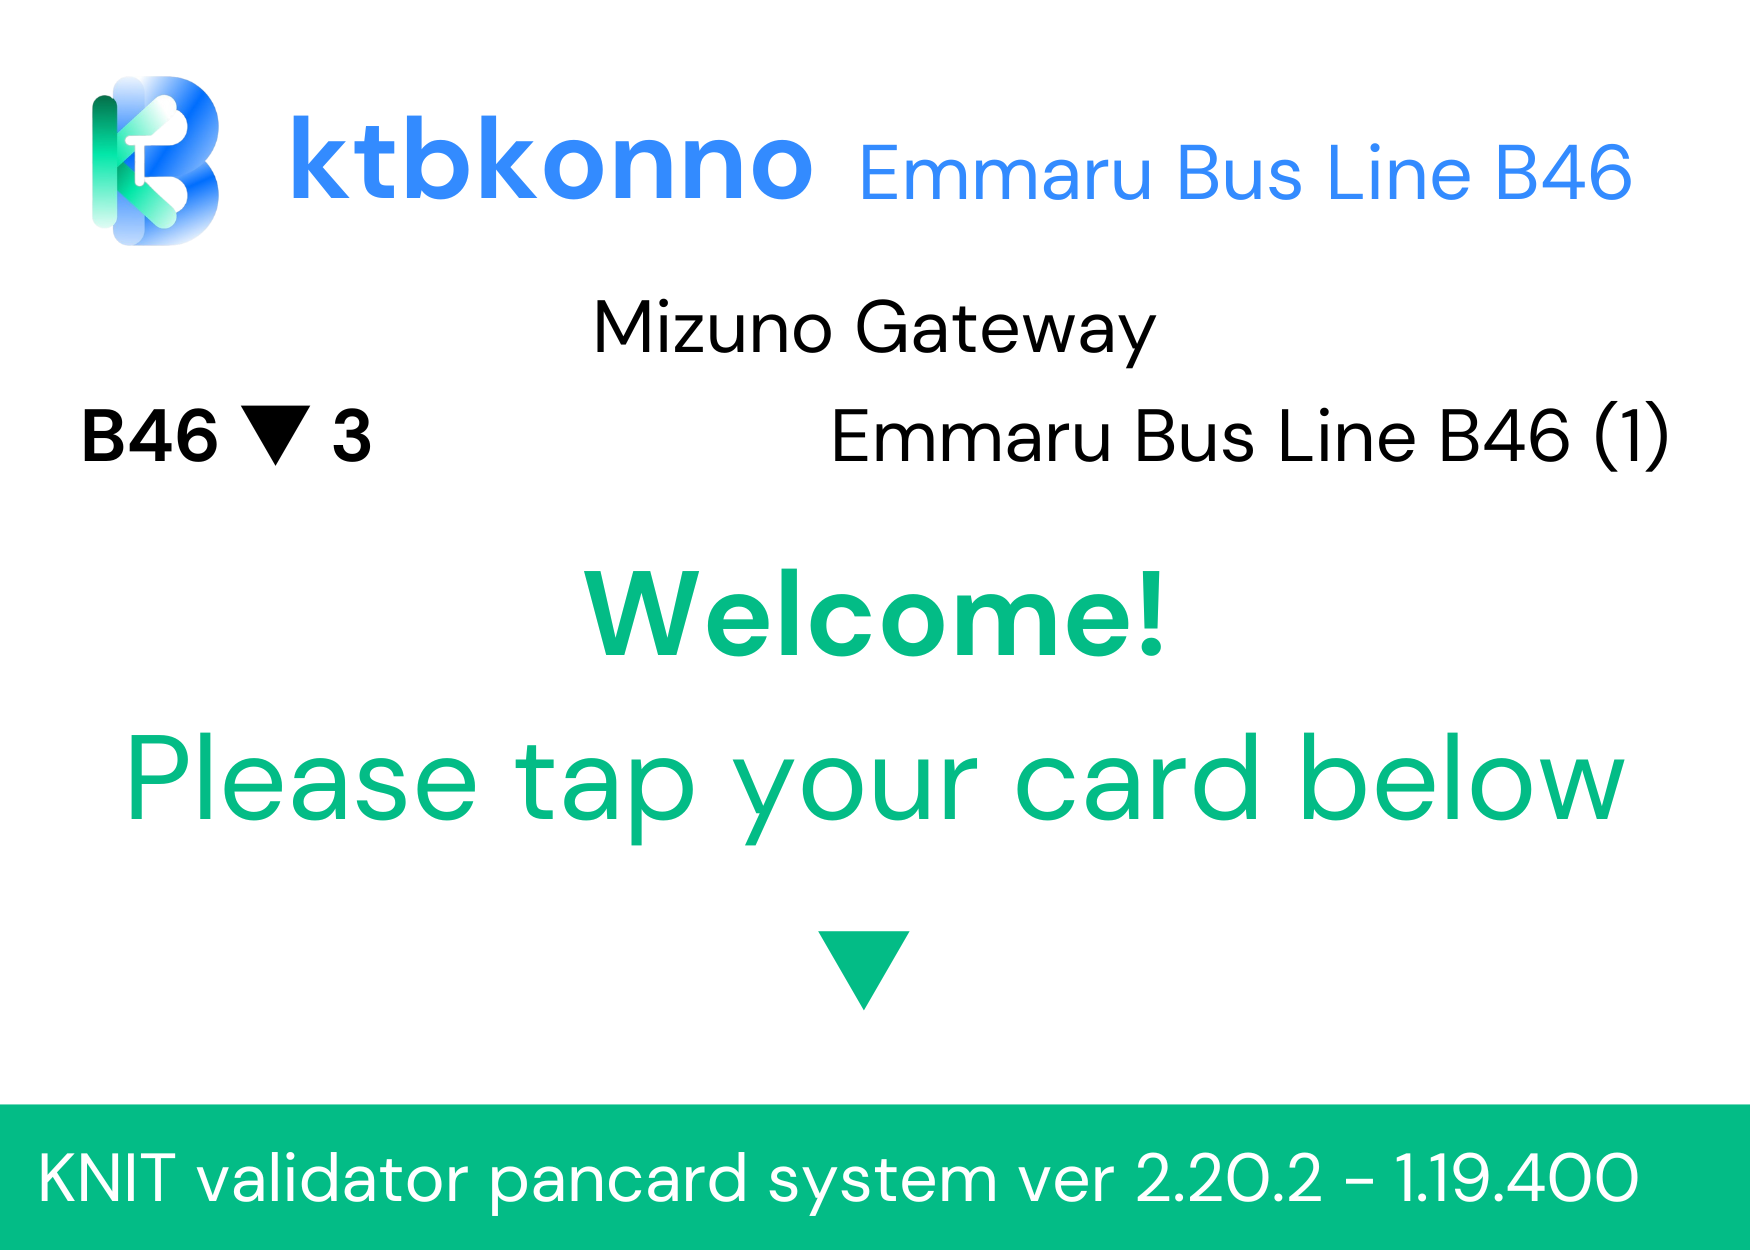 ktbkonno Emmaru Bus Line B46
Mizuno Gateway
B46 ▼ 3 Emmaru Bus Line B46 (1)
Welcome!
Please tap your card below
▼
KNIT validator pancard system ver 2.20.2 - 1.19.400